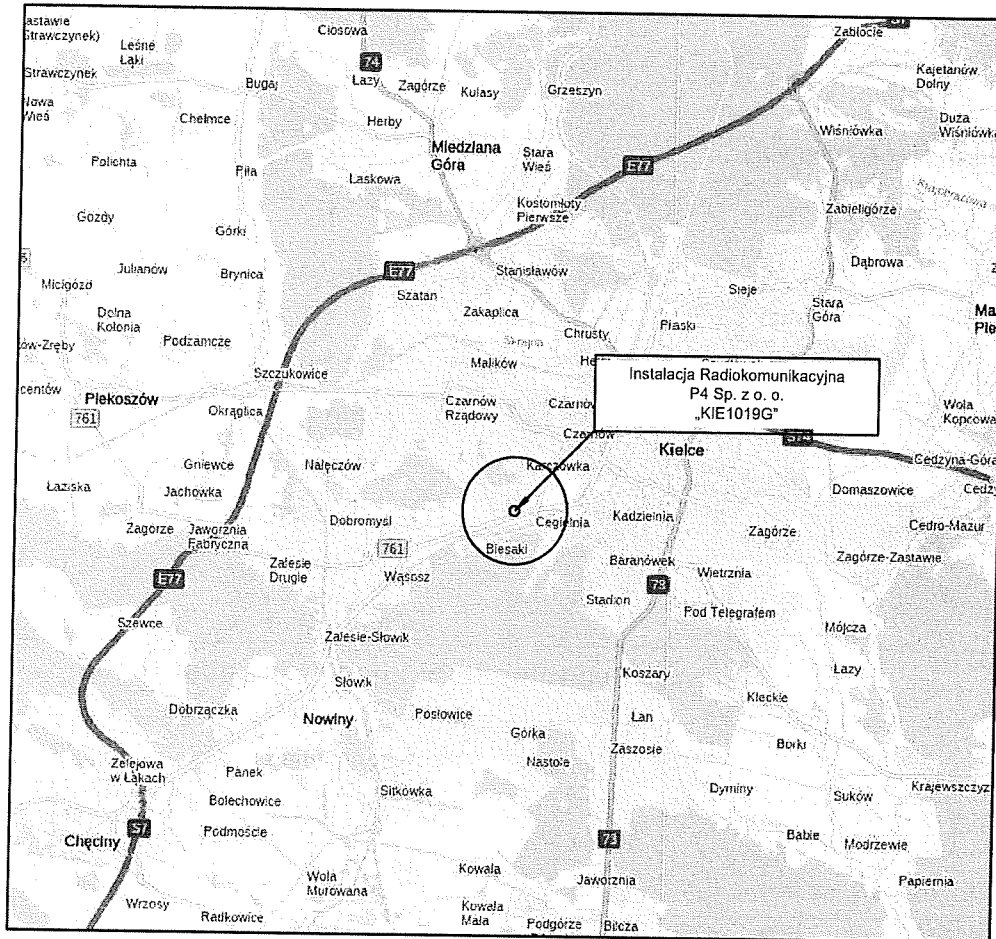 Ciosowa
Zabłocie
Strawczynek)
Leśne
Łąki
74
Strawczynek
Bugaj
Łazy
Zagórze
Kulasy
Grzeszyn
Kajetanów
Dolny
Chełmce
Herby
Wiśniówka
Duża
Wiśniówka
Miedziana
Góra
Stara
Wieś
E77
Polichta
Piła
Laskowa
Kostomłoty
Pierwsze
Zabieligórze
Gozdy
Górki
Dąbrowa
Julianów
Brynica
E77
Stanisławów
Micigózd
Szatan
Sieje
Stara
Góra
Dolna
Kolonia
Zakaplica
Piaski
Podzamcze
Chrusty
Malików
Szczukowice
Instalacja Radiokomunikacyjna
P4 Sp. z o. o.
„KIE1019G"
Piekoszów
761
Okrąglica
Czarnów
Rządowy
Wola
Kopcowa
Kielce
Cedzyna-Góra
Gniewce
Nałęczów
Karczówka
Łaziska
Jachówka
Domaszowice
Zagórze
Jaworznia
Fabryczna
Dobromyśl
Cegielnia
Kadzielnia
Zagórze
Cedro-Mazur
761
Biesaki
Zalesie
Drugie
Wąsosz
Baranówek
Wietrznia
Zagórze-Zastawie
E77
73
Stadion
Pod Telegrafem
Szewce
Mójcza
Zalesie-Słowik
Łazy
Koszary
Słowik
Kleckie
Dobrzączka
Nowiny
Posłowice
Łan
Górka
Zaszosie
Borki
Zelejowa
w Łąkach
Panek
Nastole
Bolechowice
Sitkówka
Dyminy
Suków
Krajewszczyz
S7
Chęciny
Podmoście
73
Babie
Modrzewie
Wola
Murowana
Kowala
Jaworznia
Papiernia
Wrzosy
Radkowice
Kowala
Mała
Podgórze
Bilcza